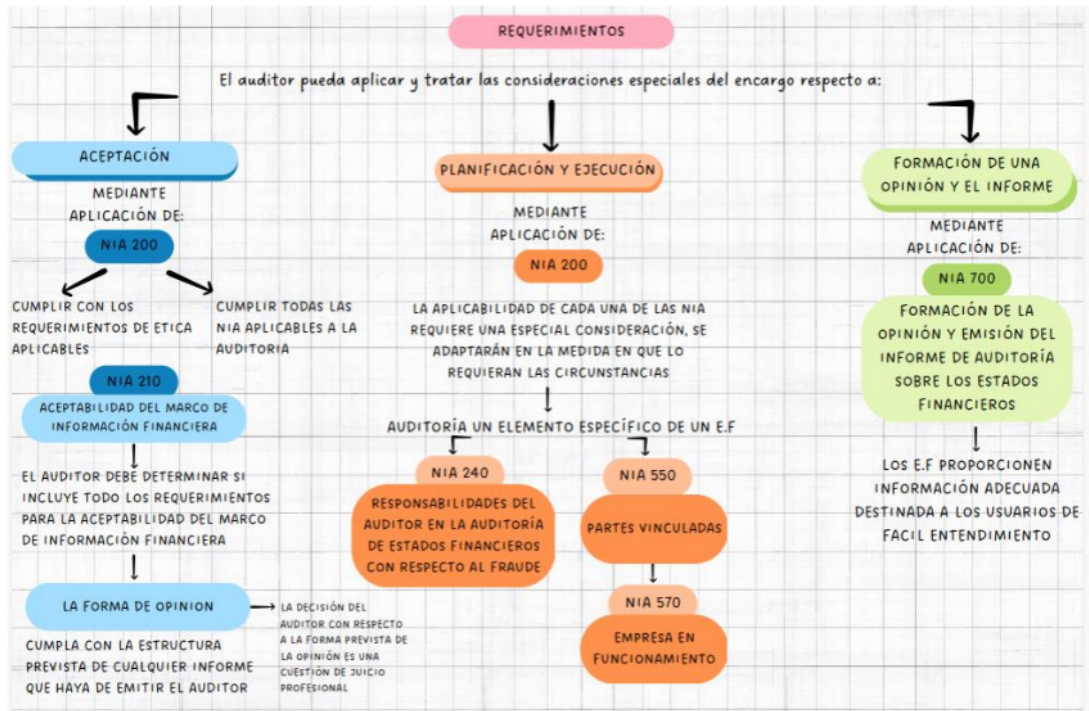 REQUERIMIENTOS
El auditor pueda aplicar y tratar las consideraciones especiales del encargo respecto a:
ACEPTACIÓN
MEDIANTE
APLICACIÓN DE:
NIA 200
CUMPLIR CON LOS
REQUERIMIENTOS DE ETICA
APLICABLES
CUMPLIR TODAS LAS
NIA APLICABLES A LA
AUDITORIA
NIA 210
ACEPTABILIDAD DEL MARCO DE
INFORMACIÓN FINANCIERA
EL AUDITOR DEBE DETERMINAR SI
INCLUYE TODO LOS REQUERIMIENTOS
PARA LA ACEPTABILIDAD DEL MARCO
DE INFORMACIÓN FINANCIERA
LA FORMA DE OPINION
CUMPLA CON LA ESTRUCTURA
PREVISTA DE CUALQUIER INFORME
QUE HAYA DE EMITIR EL AUDITOR
LA DECISIÓN DEL
AUDITOR CON RESPECTO
A LA FORMA PREVISTA DE
LA OPINIÓN ES UNA
CUESTIÓN DE JUICIO
PROFESIONAL
PLANIFICACIÓN Y EJECUCIÓN
MEDIANTE
APLICACIÓN DE:
NIA 200
LA APLICABILIDAD DE CADA UNA DE LAS NIA
REQUIERE UNA ESPECIAL CONSIDERACIÓN, SE
ADAPTARÁN EN LA MEDIDA EN QUE LO
REQUIERAN LAS CIRCUNSTANCIAS
AUDITORÍA UN ELEMENTO ESPECÍFICO DE UN E.F
NIA 240
RESPONSABILIDADES DEL
AUDITOR EN LA AUDITORÍA
DE ESTADOS FINANCIEROS
CON RESPECTO AL FRAUDE
NIA 550
PARTES VINCULADAS
NIA 570
EMPRESA EN
FUNCIONAMIENTO
FORMACIÓN DE UNA
OPINIÓN Y EL INFORME
MEDIANTE
APLICACIÓN DE:
NIA 700
FORMACIÓN DE LA
OPINIÓN Y EMISIÓN DEL
INFORME DE AUDITORÍA
SOBRE LOS ESTADOS
FINANCIEROS
LOS E.F PROPORCIONEN
INFORMACIÓN ADECUADA
DESTINADA A LOS USUARIOS DE
FACIL ENTENDIMIENTO